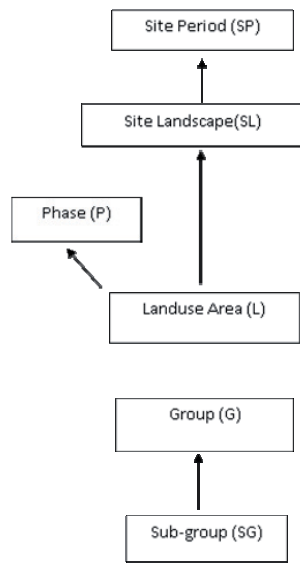 Site Period (SP)
Site Landscape(SL)
Phase (P)
Landuse Area (L)
Group (G)
Sub-group (SG)